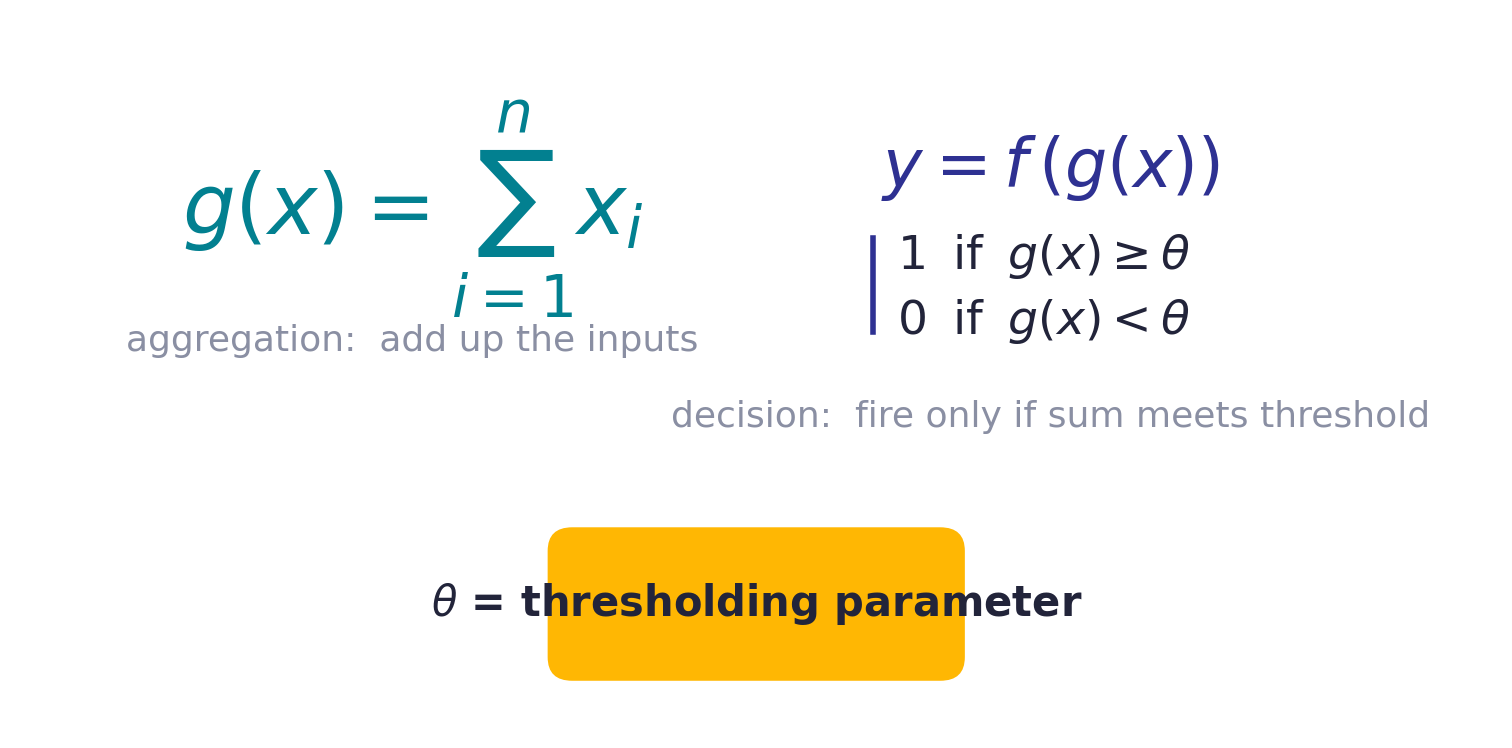 g(x) = ∑_{i=1}^{n} x_i
aggregation:  add up the inputs
y = f (g(x))
1  if  g(x) ≥ θ
0  if  g(x) < θ
decision:  fire only if sum meets threshold
θ = thresholding parameter